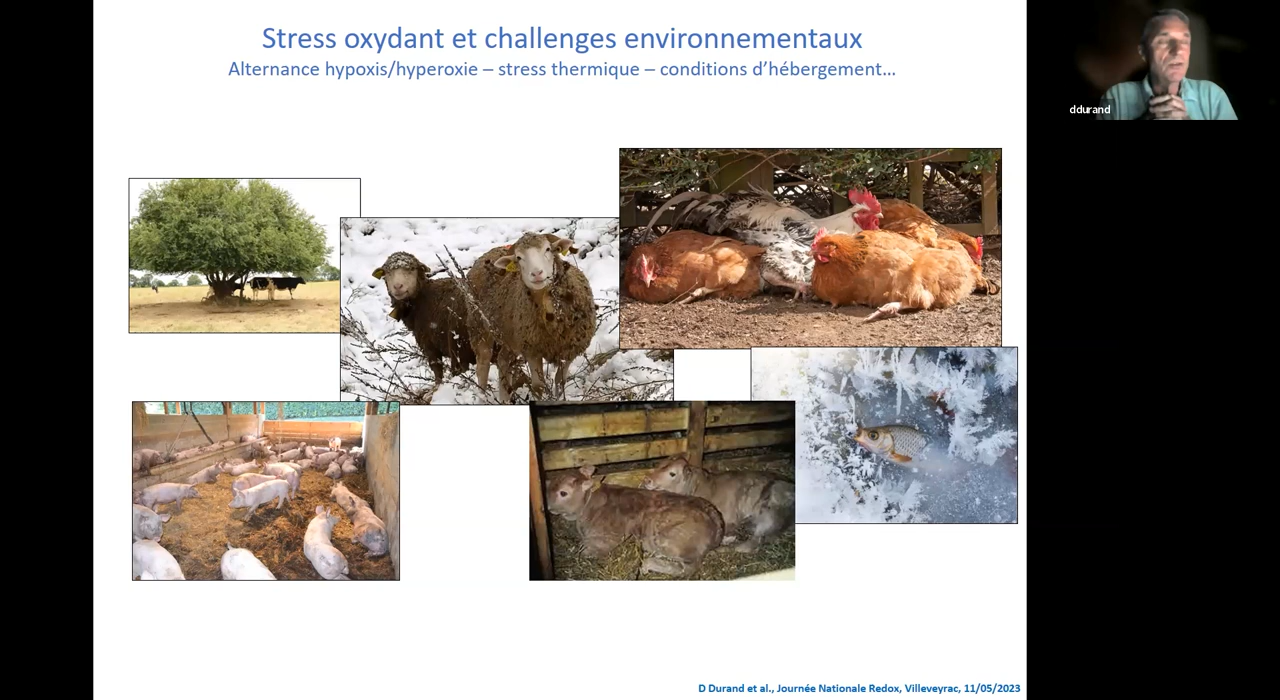 Stress oxydant et challenges environnementaux
Alternance hypoxis/hyperoxie – stress thermique – conditions d’hébergement…
ddurand
D Durand et al., Journée Nationale Redox, Villeveyrac, 11/05/2023